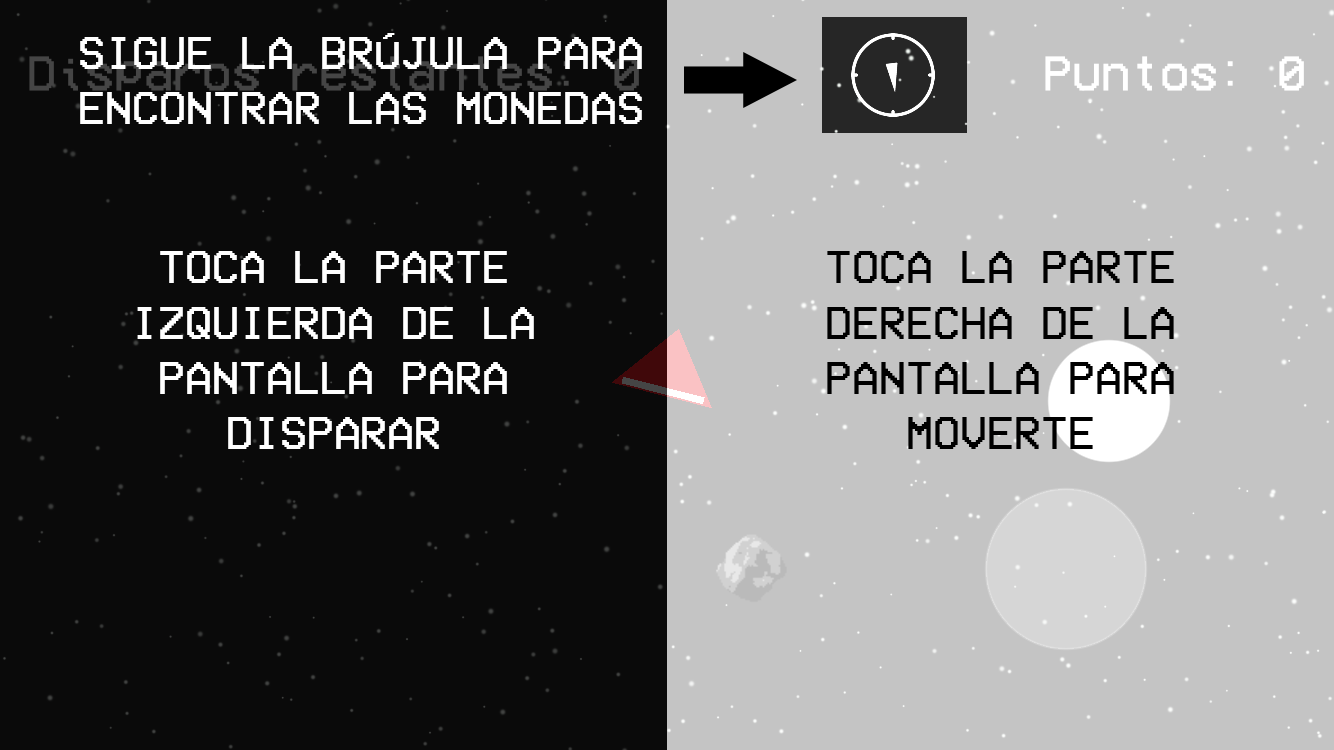 SIGUE LA BRÚJULA PARA
ENCONTRAR LAS MONEDAS
Disparos restantes: 0
Puntos: 0
TOCA LA PARTE
IZQUIERDA DE LA
PANTALLA PARA
DISPARAR
TOCA LA PARTE
DERECHA DE LA
PANTALLA PARA
MOVERTE